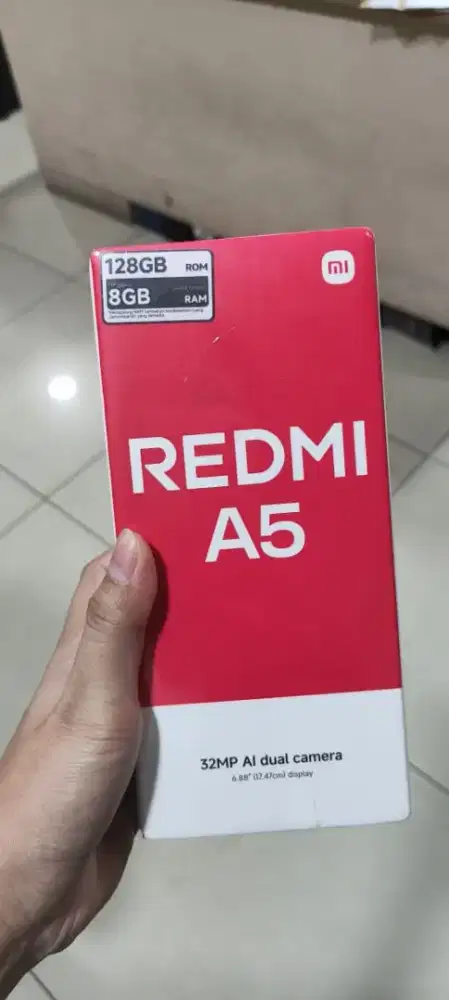 128GB ROM
mi
8GB RAM
REDMI
A5
32MP AI dual camera
6.88" (17.47cm) display